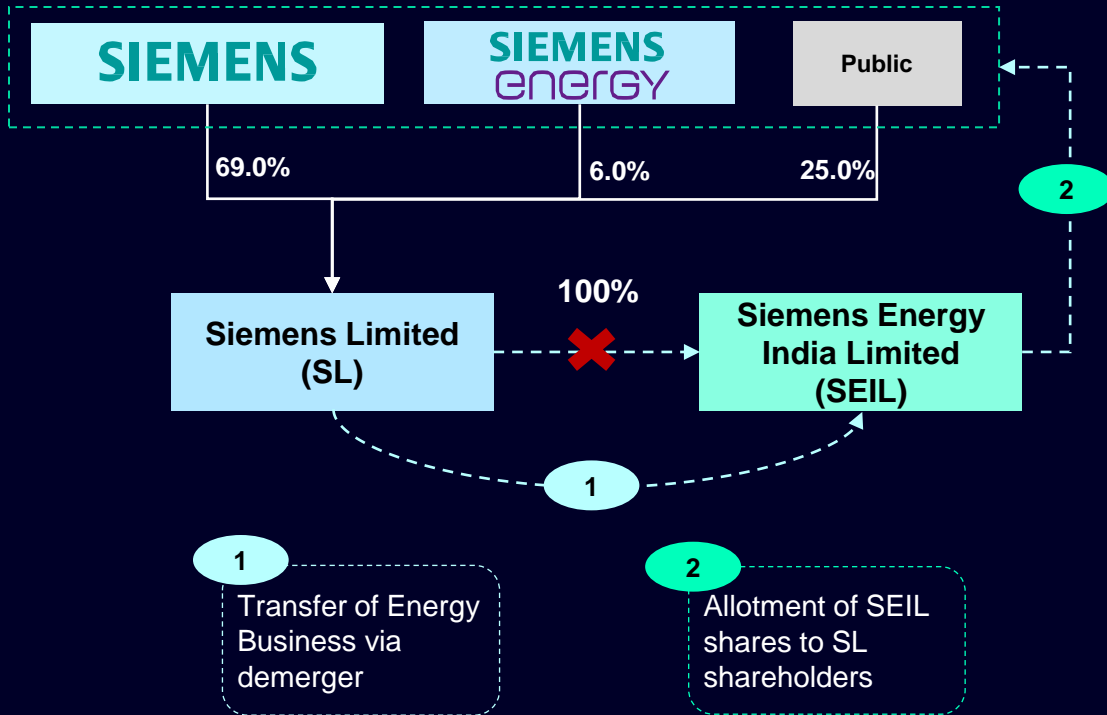 SIEMENS
SIEMENS
energy
Public
69.0%
6.0%
25.0%
2
100%
Siemens Limited
(SL)
Siemens Energy
India Limited
(SEIL)
1
1
Transfer of Energy
Business via
demerger
2
Allotment of SEIL
shares to SL
shareholders